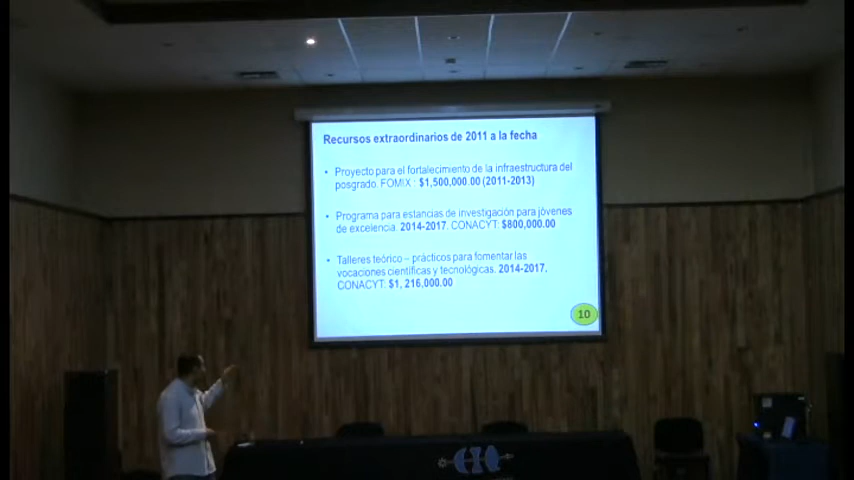 Recursos extraordinarios de 2011 a la fecha
• Proyecto para el fortalecimiento de la infraestructura del
posgrado. FOMIX : $1,500,000.00 (2011-2013)
• Programa para estancias de investigación para jóvenes
de excelencia. 2014-2017. CONACYT: $800,000.00
• Talleres teórico – prácticos para fomentar las
vocaciones científicas y tecnológicas. 2014-2017.
CONACYT: $1, 216,000.00
10
CIO